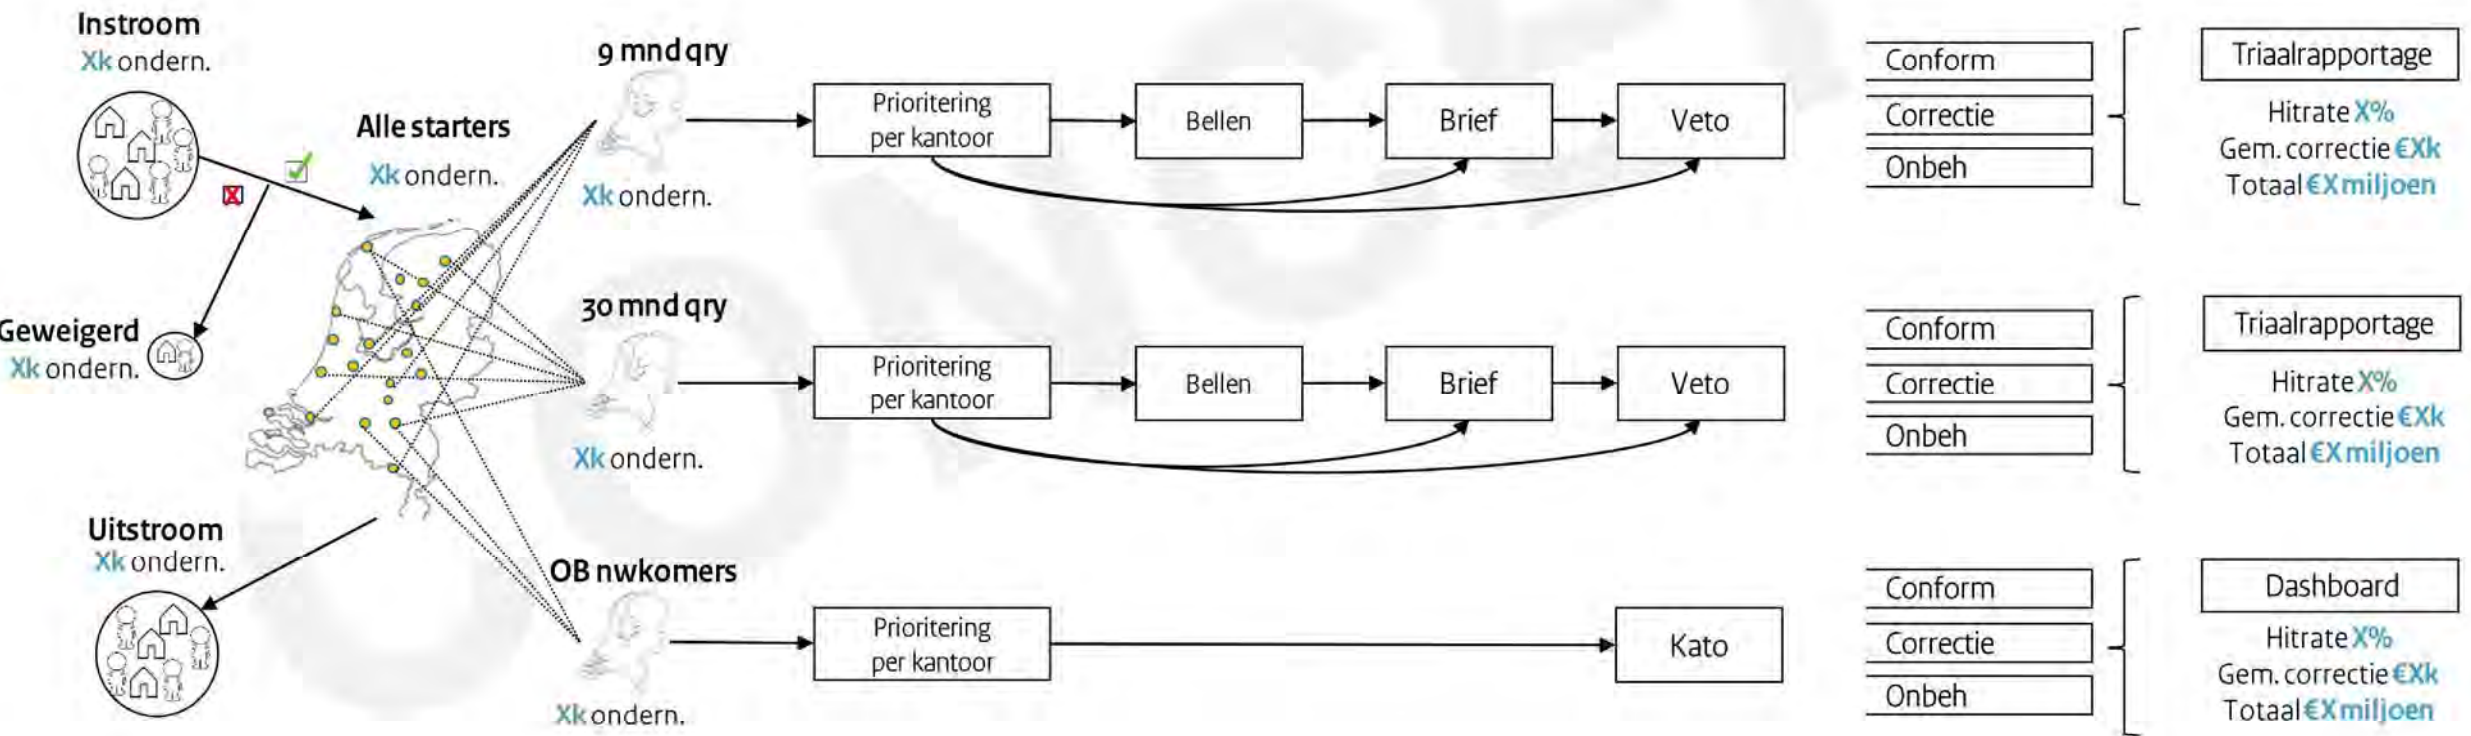 Instroom
Xk ondern.
Alle starters
Xk ondern.
X
Geweigerd
Xk ondern.
Uitstroom
Xk ondern.
9 mnd qry
Xk ondern.
Prioritering
per kantoor
Bellen
Brief
Veto
Conform
Correctie
Onbeh
Triaalrapportage
Hitrate X%
Gem. correctie €Xk
Totaal €X miljoen
30 mnd qry
Xk ondern.
Prioritering
per kantoor
Bellen
Brief
Veto
Conform
Correctie
Onbeh
Triaalrapportage
Hitrate X%
Gem. correctie €Xk
Totaal €X miljoen
OB nwkomers
Xk ondern.
Prioritering
per kantoor
Kato
Conform
Correctie
Onbeh
Dashboard
Hitrate X%
Gem. correctie €Xk
Totaal €X miljoen